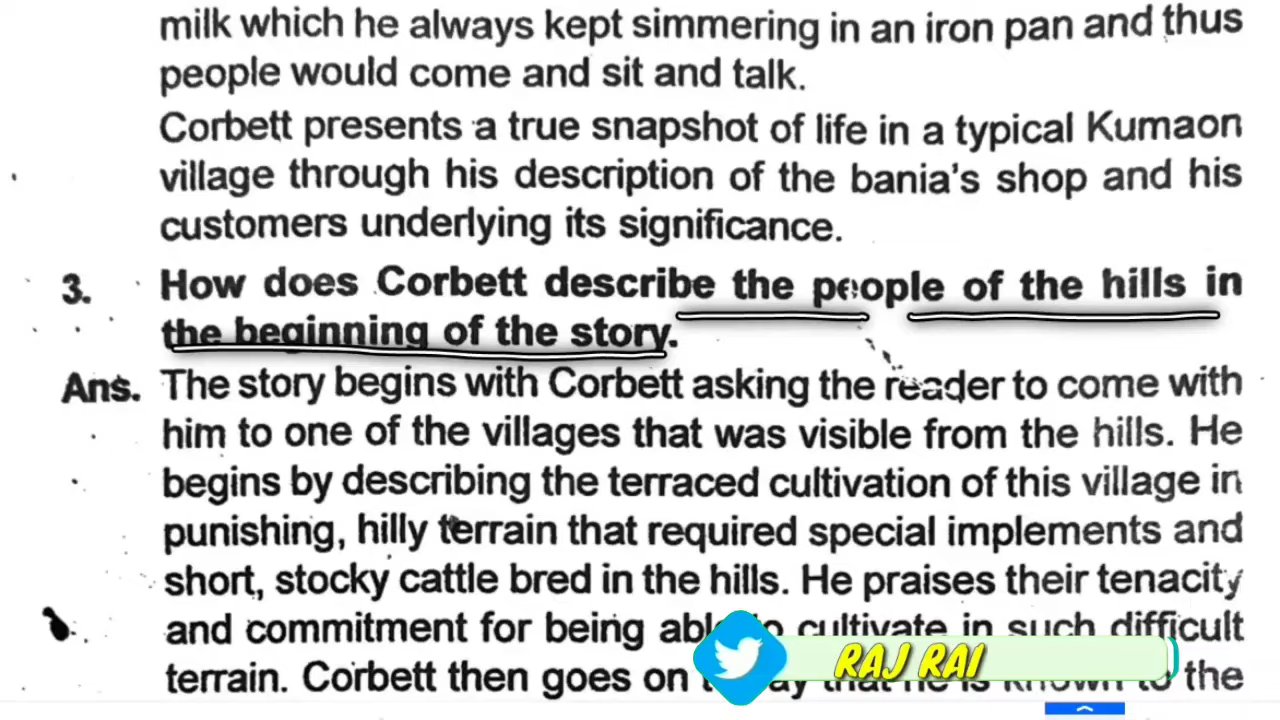 milk which he always kept simmering in an iron pan and thus
people would come and sit and talk.
Corbett presents a true snapshot of life in a typical Kumaon
village through his description of the bania's shop and his
customers underlying its significance.
3. How does Corbett describe the people of the hills in
the beginning of the story.
Ans. The story begins with Corbett asking the reader to come with
him to one of the villages that was visible from the hills. He
begins by describing the terraced cultivation of this village in
punishing, hilly terrain that required special implements and
short, stocky cattle bred in the hills. He praises their tenacity
and commitment for being able to cultivate in such difficult
terrain. Corbett then goes on that he is known to the
RAJ RAI